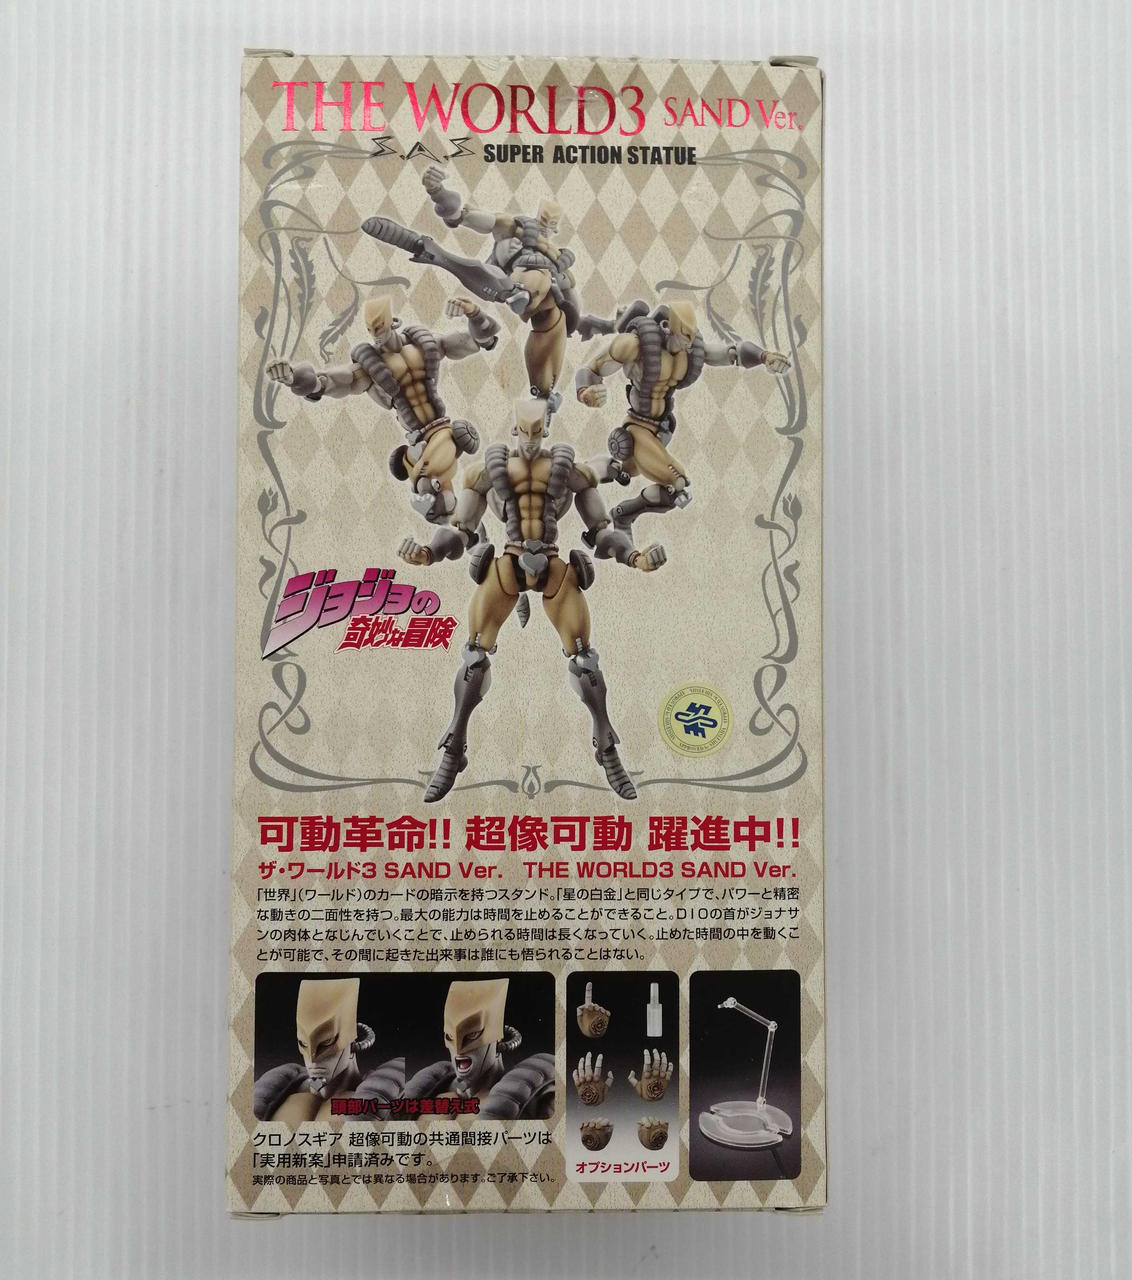 THE WORLD3 SAND Ver.
S.A.S SUPER ACTION STATUE
ジョジョの
奇妙な冒険
可動革命!! 超像可動 躍進中!!
ザ・ワールド3 SAND Ver. THE WORLD3 SAND Ver.
「世界」(ワールド)のカードの暗示を持つスタンド。「星の白金」と同じタイプで、パワーと精密
な動きの二面性を持つ。最大の能力は時間を止めることができること。DIOの首がジョナサ
ンの肉体となじんでいくことで、止められる時間は長くなっていく。止めた時間の中を動くこ
とが可能で、その間に起きた出来事は誰にも悟られることはない。
頭部パーツは差替え式
オプションパーツ
クロノスギア 超像可動の共通間接パーツは
「実用新案」申請済みです。
実際の商品と写真とでは異なる場合があります。ご了承下さい。